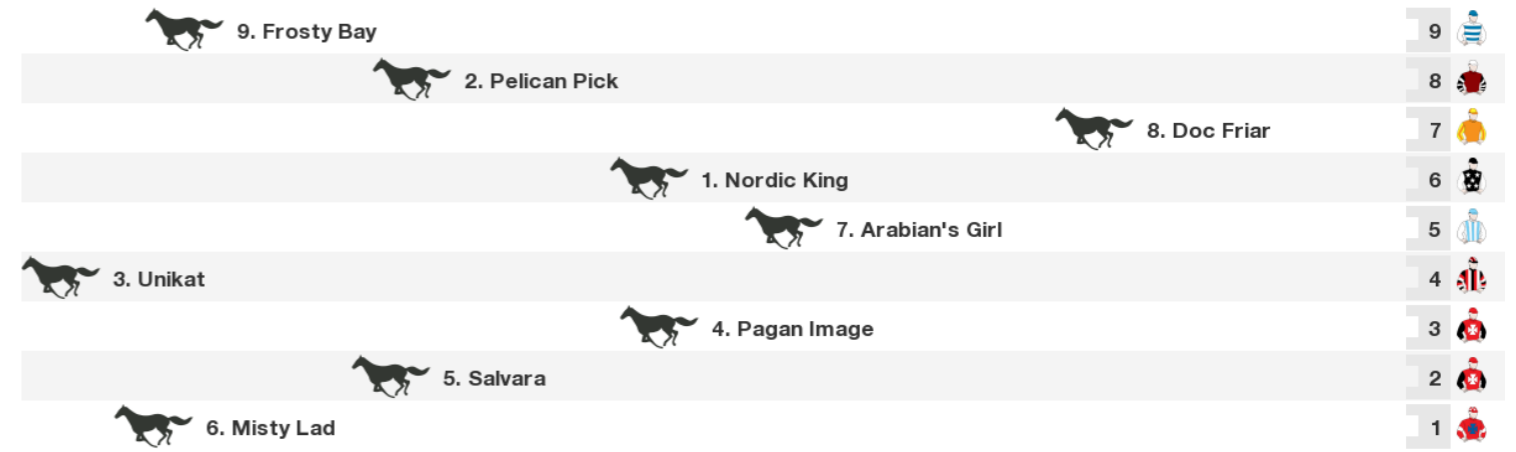 9. Frosty Bay 9
2. Pelican Pick 8
8. Doc Friar 7
1. Nordic King 6
7. Arabian's Girl 5
3. Unikat 4
4. Pagan Image 3
5. Salvara 2
6. Misty Lad 1